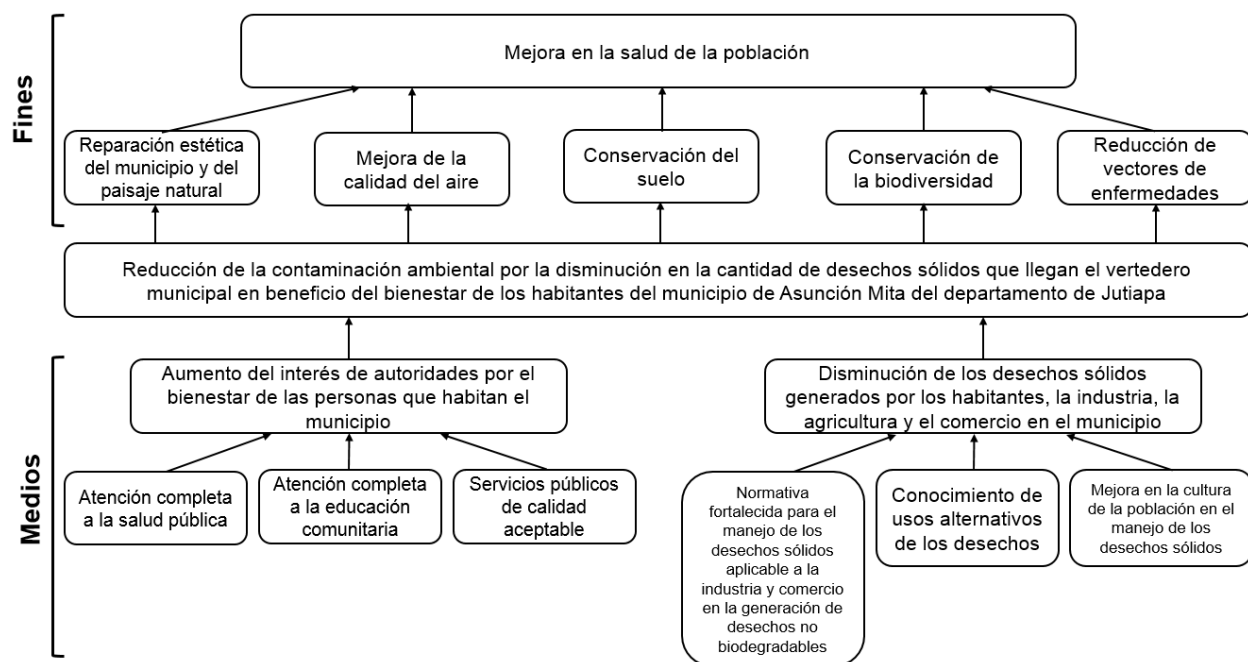 Fines
Mejora en la salud de la población
Reparación estética
del municipio y del
paisaje natural
Mejora de la
calidad del aire
Conservación del
suelo
Conservación de
la biodiversidad
Reducción de
vectores de
enfermedades
Reducción de la contaminación ambiental por la disminución en la cantidad de desechos sólidos que llegan el vertedero
municipal en beneficio del bienestar de los habitantes del municipio de Asunción Mita del departamento de Jutiapa
Medios
Aumento del interés de autoridades por el
bienestar de las personas que habitan el
municipio
Disminución de los desechos sólidos
generados por los habitantes, la industria, la
agricultura y el comercio en el municipio
Atención completa
a la salud pública
Atención completa
a la educación
comunitaria
Servicios públicos
de calidad
aceptable
Normativa
fortalecida para el
manejo de los
desechos sólidos
aplicable a la
industria y comercio
en la generación de
desechos no
biodegradables
Conocimiento de
usos alternativos
de los desechos
Mejora en la cultura
de la población en el
manejo de los
desechos sólidos